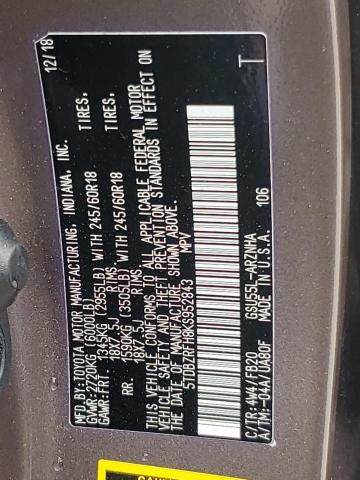 12/18
MFD.BY:TOYOTA MOTOR MANUFACTURING, INDIANA, INC.
GVWR:2720KG(6000LB)
GAWR:FRT. 1345KG(2955LB) WITH 245/60R18 TIRES.
18X7.5J RIMS.
RR. 1590KG(3505LB) WITH 245/60R18 TIRES.
18X7.5J RIMS.
THIS VEHICLE CONFORMS TO ALL APPLICABLE FEDERAL MOTOR
VEHICLE SAFETY AND THEFT PREVENTION STANDARDS IN EFFECT ON
THE DATE OF MANUFACTURE SHOWN ABOVE.
5TDBZRFH8KS952843 MPV
T
106
C/TR:4W4/FB20 GSU55L-ARZNHA
A/TM:-04A/UA80F MADE IN U.S.A.